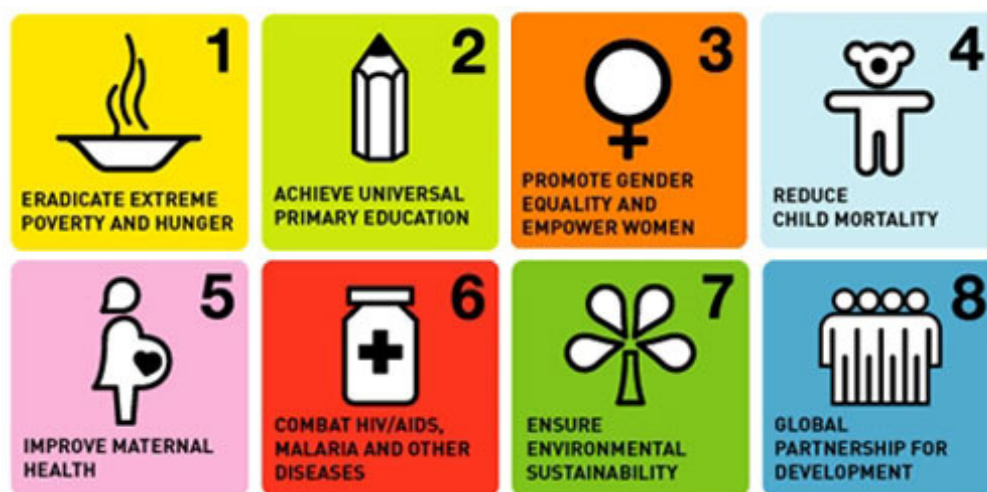 1
ERADICATE EXTREME
POVERTY AND HUNGER
2
ACHIEVE UNIVERSAL
PRIMARY EDUCATION
3
PROMOTE GENDER
EQUALITY AND
EMPOWER WOMEN
4
REDUCE
CHILD MORTALITY
5
IMPROVE MATERNAL
HEALTH
6
COMBAT HIV/AIDS,
MALARIA AND OTHER
DISEASES
7
ENSURE
ENVIRONMENTAL
SUSTAINABILITY
8
GLOBAL
PARTNERSHIP FOR
DEVELOPMENT